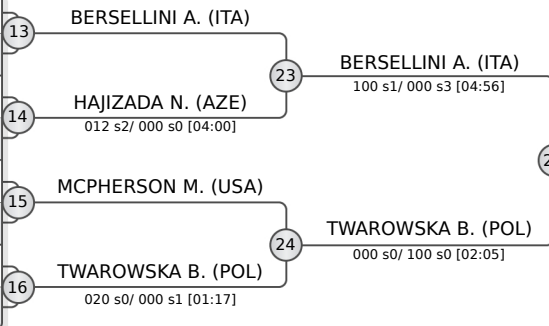 13
BERSELLINI A. (ITA)
23
BERSELLINI A. (ITA)
100 s1/ 000 s3 [04:56]
14
HAJIZADA N. (AZE)
012 s2/ 000 s0 [04:00]
15
MCPHERSON M. (USA)
24
TWAROWSKA B. (POL)
000 s0/ 100 s0 [02:05]
16
TWAROWSKA B. (POL)
020 s0/ 000 s1 [01:17]